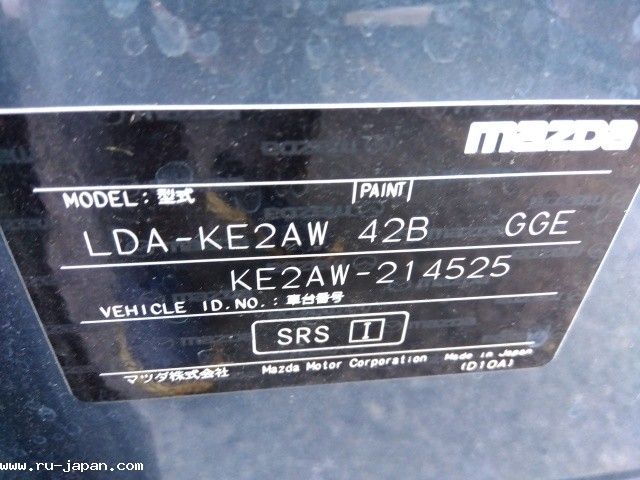 mazda
MODEL: 型式 PAINT
LDA-KE2AW 42B GGE
KE2AW-214525
VEHICLE ID.NO.: 車台番号
SRS I
マツダ株式会社 Mazda Motor Corporation Made in Japan
(D10A)
www.ru-japan.com